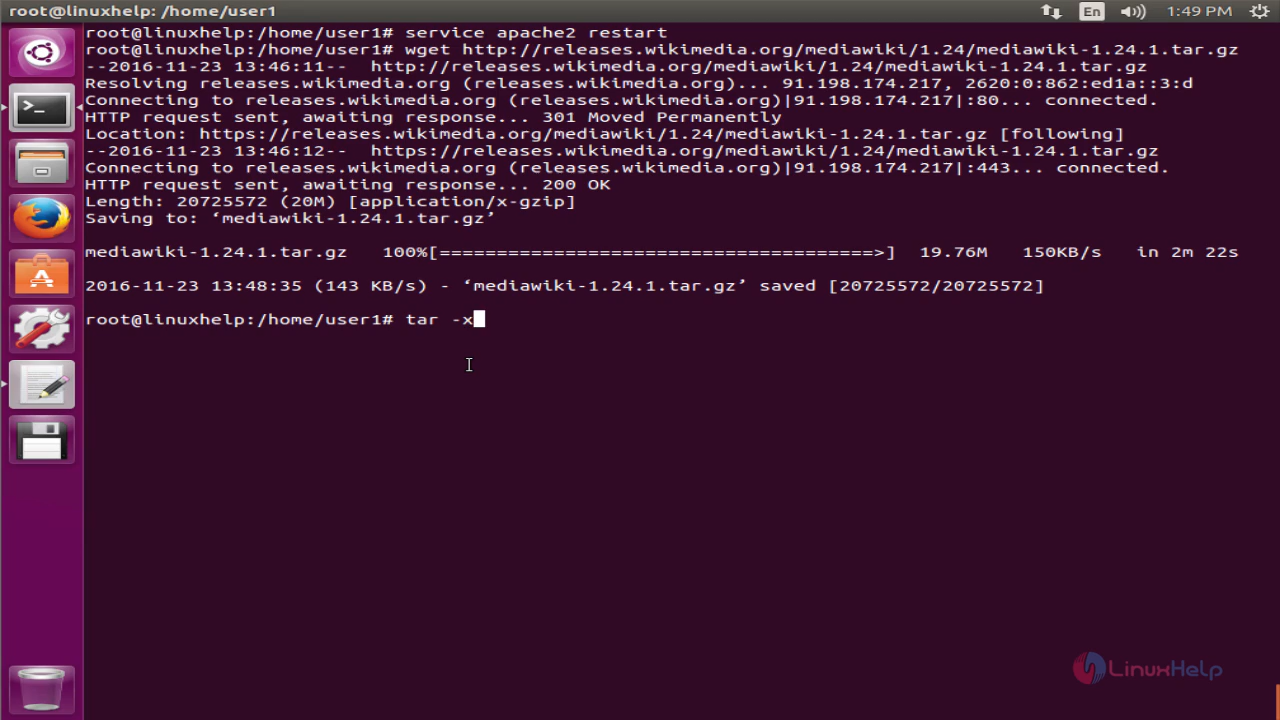 root@linuxhelp: /home/user1
En
1:49 PM
root@linuxhelp:/home/user1# service apache2 restart
root@linuxhelp:/home/user1# wget http://releases.wikimedia.org/mediawiki/1.24/mediawiki-1.24.1.tar.gz
--2016-11-23 13:46:11--  http://releases.wikimedia.org/mediawiki/1.24/mediawiki-1.24.1.tar.gz
Resolving releases.wikimedia.org (releases.wikimedia.org)... 91.198.174.217, 2620:0:862:ed1a::3:d
Connecting to releases.wikimedia.org (releases.wikimedia.org)|91.198.174.217|:80... connected.
HTTP request sent, awaiting response... 301 Moved Permanently
Location: https://releases.wikimedia.org/mediawiki/1.24/mediawiki-1.24.1.tar.gz [following]
--2016-11-23 13:46:12--  https://releases.wikimedia.org/mediawiki/1.24/mediawiki-1.24.1.tar.gz
Connecting to releases.wikimedia.org (releases.wikimedia.org)|91.198.174.217|:443... connected.
HTTP request sent, awaiting response... 200 OK
Length: 20725572 (20M) [application/x-gzip]
Saving to: ‘mediawiki-1.24.1.tar.gz’
mediawiki-1.24.1.tar.gz   100%[======================================>]  19.76M   150KB/s   in 2m 22s
2016-11-23 13:48:35 (143 KB/s) - ‘mediawiki-1.24.1.tar.gz’ saved [20725572/20725572]
root@linuxhelp:/home/user1# tar -x
LinuxHelp